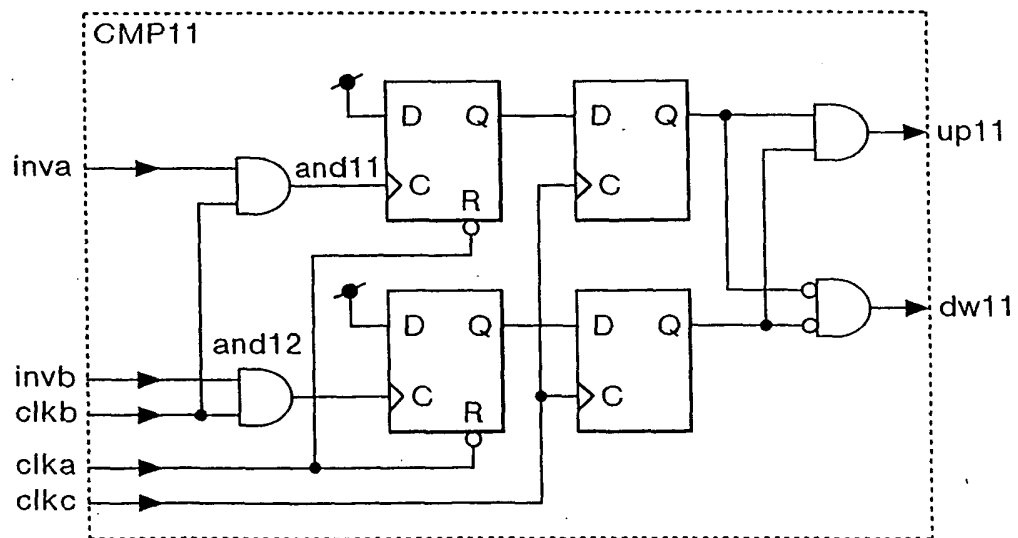 CMP11
D Q
D Q
up11
inva
and11
C
C
R
dw11
D Q
D Q
and12
invb
C
C
clkb
R
clka
clkc